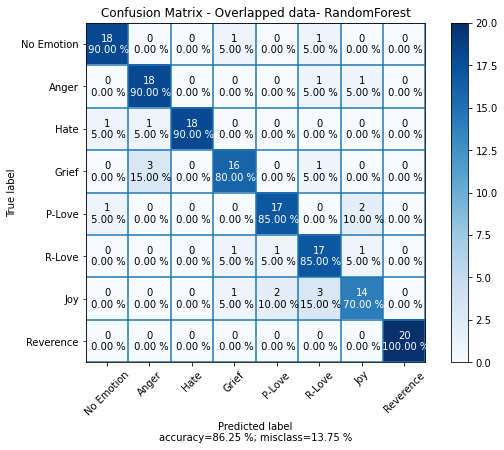 Confusion Matrix - Overlapped data- RandomForest
No Emotion 18 0 0 1 0 1 0 0
90.00 % 0.00 % 0.00 % 5.00 % 0.00 % 5.00 % 0.00 % 0.00 %
Anger 0 18 0 0 0 1 1 0
0.00 % 90.00 % 0.00 % 0.00 % 0.00 % 5.00 % 5.00 % 0.00 %
Hate 1 1 18 0 0 0 0 0
5.00 % 5.00 % 90.00 % 0.00 % 0.00 % 0.00 % 0.00 % 0.00 %
Grief 0 3 0 16 0 1 0 0
0.00 % 15.00 % 0.00 % 80.00 % 0.00 % 5.00 % 0.00 % 0.00 %
P-Love 1 0 0 0 17 0 2 0
5.00 % 0.00 % 0.00 % 0.00 % 85.00 % 0.00 % 10.00 % 0.00 %
R-Love 0 0 0 1 1 17 1 0
0.00 % 0.00 % 0.00 % 5.00 % 5.00 % 85.00 % 5.00 % 0.00 %
Joy 0 0 0 1 2 3 14 0
0.00 % 0.00 % 0.00 % 5.00 % 10.00 % 15.00 % 70.00 % 0.00 %
Reverence 0 0 0 0 0 0 0 20
0.00 % 0.00 % 0.00 % 0.00 % 0.00 % 0.00 % 0.00 % 100.00 %
True label
No Emotion Anger Hate Grief P-Love R-Love Joy Reverence
Predicted label
accuracy=86.25 %; misclass=13.75 %
20.0
17.5
15.0
12.5
10.0
7.5
5.0
2.5
0.0